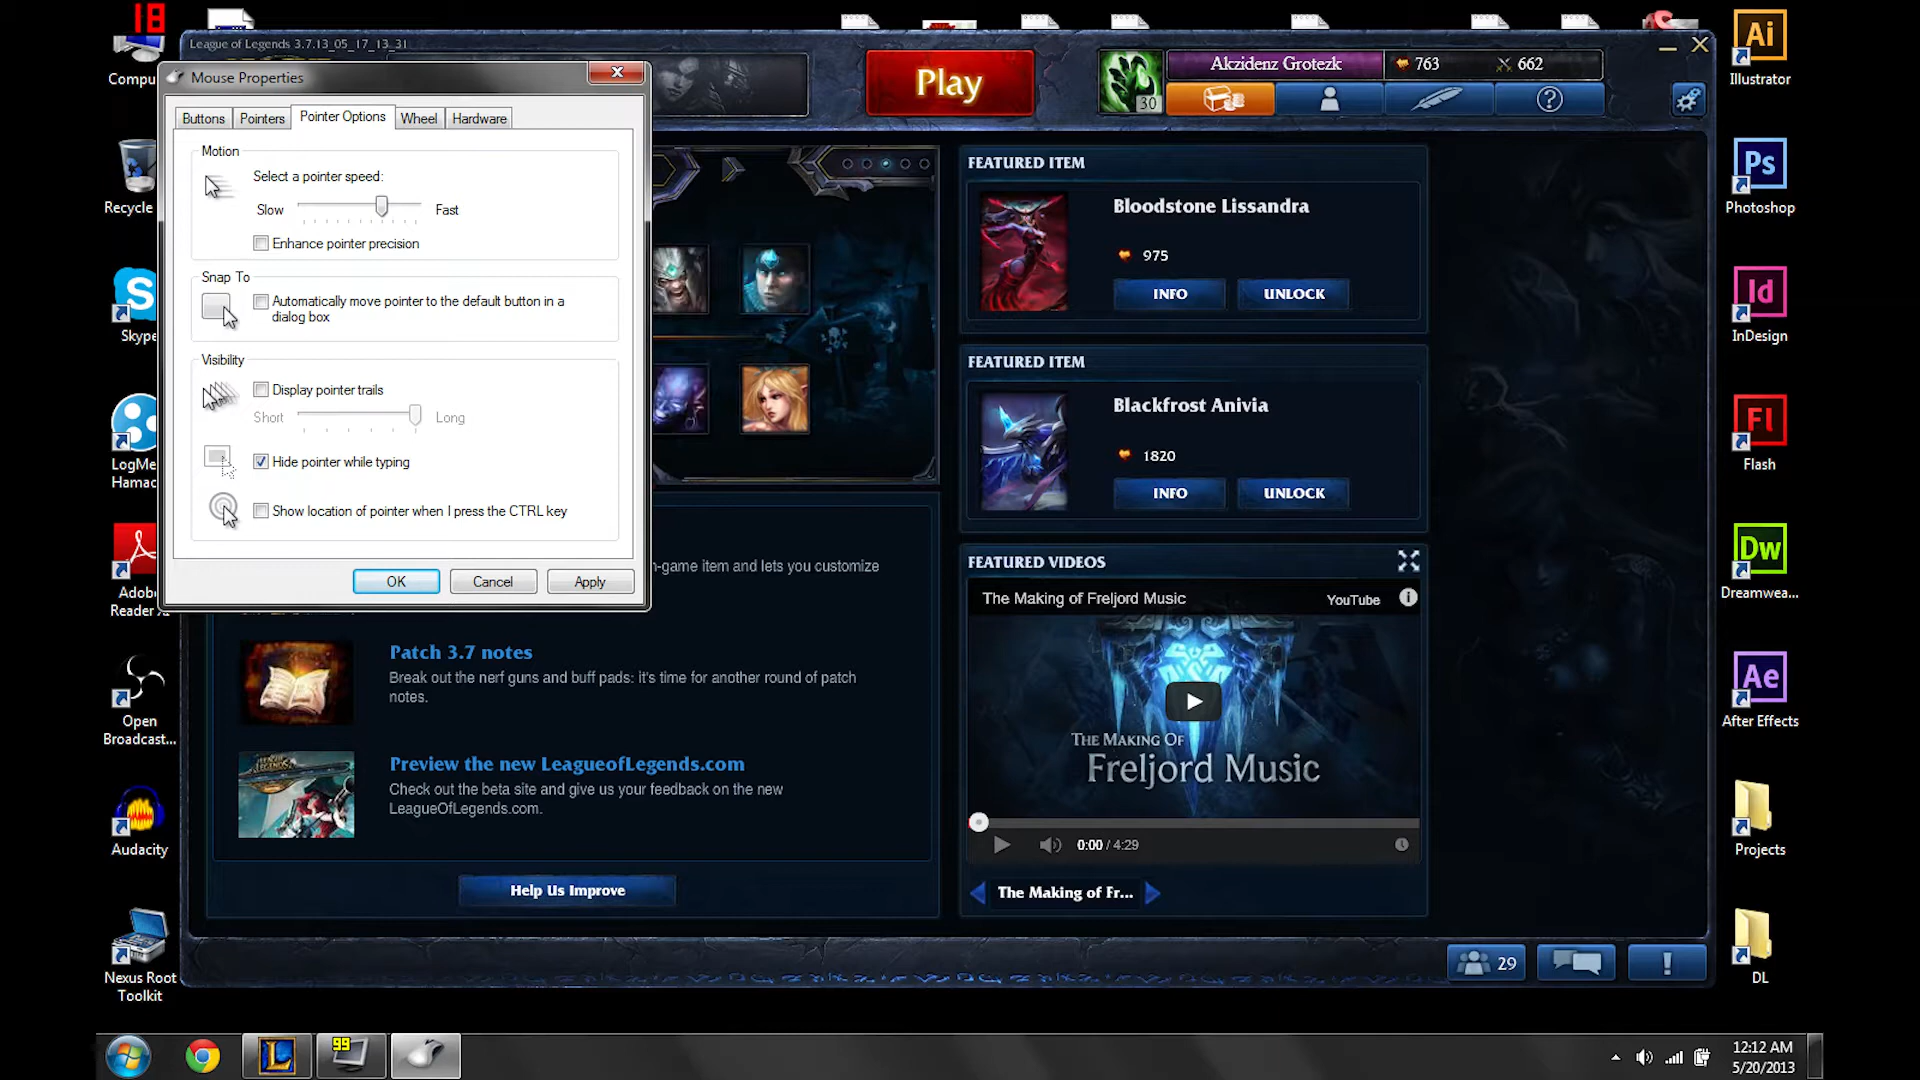 18
League of Legends 3.7.13_05_17_13_31
Mouse Properties
Buttons
Pointers
Pointer Options
Wheel
Hardware
Motion
Select a pointer speed:
Slow
Fast
Enhance pointer precision
Snap To
Automatically move pointer to the default button in a
dialog box
Visibility
Display pointer trails
Short
Long
Hide pointer while typing
Show location of pointer when I press the CTRL key
OK
Cancel
Apply
Play
30
Akzidenz Grotezk
763
662
?
FEATURED ITEM
Bloodstone Lissandra
975
INFO
UNLOCK
FEATURED ITEM
Blackfrost Anivia
1820
INFO
UNLOCK
n-game item and lets you customize
Patch 3.7 notes
Break out the nerf guns and buff pads: it's time for another round of patch
notes.
Preview the new LeagueofLegends.com
Check out the beta site and give us your feedback on the new
LeagueOfLegends.com.
Help Us Improve
FEATURED VIDEOS
The Making of Freljord Music
YouTube
i
THE MAKING OF
Freljord Music
0:00 / 4:29
The Making of Fr...
29
!
Compu
Recycle
Skype
LogMe
Hamac
Adob
Reader X
Open
Broadcast...
Audacity
Nexus Root
Toolkit
Ai
Illustrator
Ps
Photoshop
Id
InDesign
Fl
Flash
Dw
Dreamwea...
Ae
After Effects
Projects
DL
L
99
12:12 AM
5/20/2013